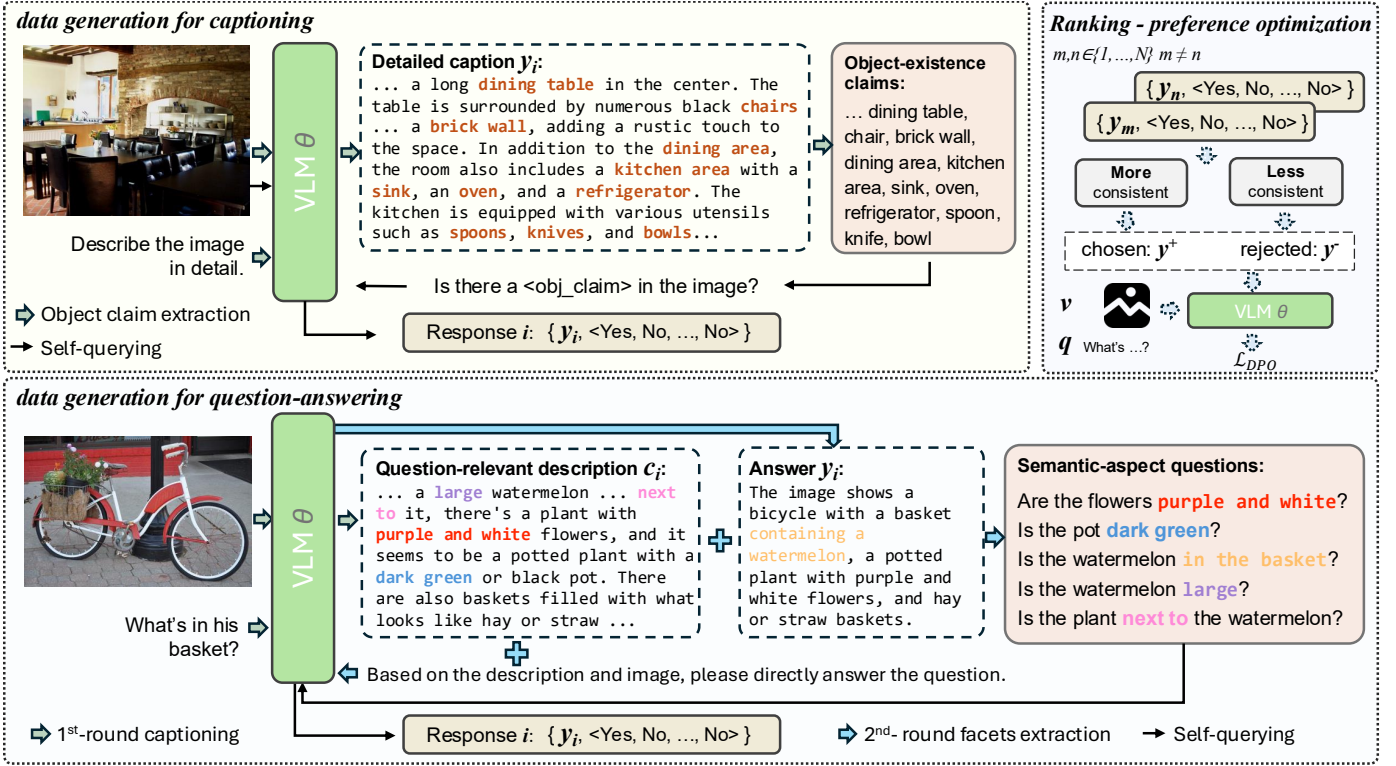 data generation for captioning
VLM θ
Describe the image
in detail.
Detailed caption yi:
... a long dining table in the center. The
table is surrounded by numerous black chairs
... a brick wall, adding a rustic touch to
the space. In addition to the dining area,
the room also includes a kitchen area with a
sink, an oven, and a refrigerator. The
kitchen is equipped with various utensils
such as spoons, knives, and bowls...
Object-existence
claims:
... dining table,
chair, brick wall,
dining area, kitchen
area, sink, oven,
refrigerator, spoon,
knife, bowl
Is there a <obj_claim> in the image?
Object claim extraction
Self-querying
Response i: { yi, <Yes, No, ..., No> }
Ranking - preference optimization
m,n∈{1,...,N} m ≠ n
{ yn, <Yes, No, ..., No> }
{ ym, <Yes, No, ..., No> }
More
consistent
Less
consistent
chosen: y+
rejected: y-
v
VLM θ
q What's ...?
ℒDPO
data generation for question-answering
VLM θ
What's in his
basket?
Question-relevant description ci:
... a large watermelon ... next
to it, there's a plant with
purple and white flowers, and it
seems to be a potted plant with a
dark green or black pot. There
are also baskets filled with what
looks like hay or straw ...
Answer yi:
The image shows a
bicycle with a basket
containing a
watermelon, a potted
plant with purple and
white flowers, and hay
or straw baskets.
Semantic-aspect questions:
Are the flowers purple and white?
Is the pot dark green?
Is the watermelon in the basket?
Is the watermelon large?
Is the plant next to the watermelon?
Based on the description and image, please directly answer the question.
1st-round captioning
Response i: { yi, <Yes, No, ..., No> }
2nd- round facets extraction
Self-querying